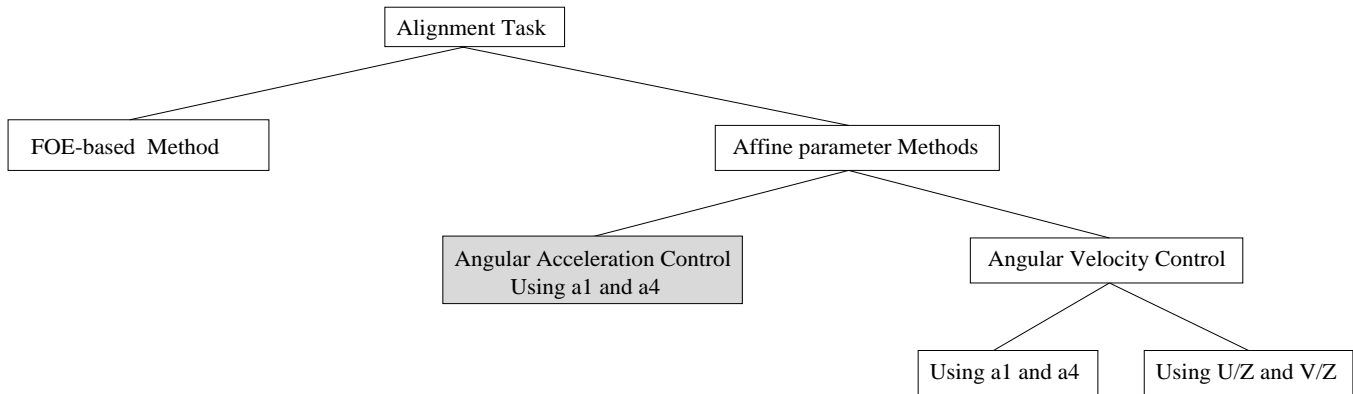 Alignment Task
FOE-based Method
Affine parameter Methods
Angular Acceleration Control
Using a1 and a4
Angular Velocity Control
Using a1 and a4
Using U/Z and V/Z